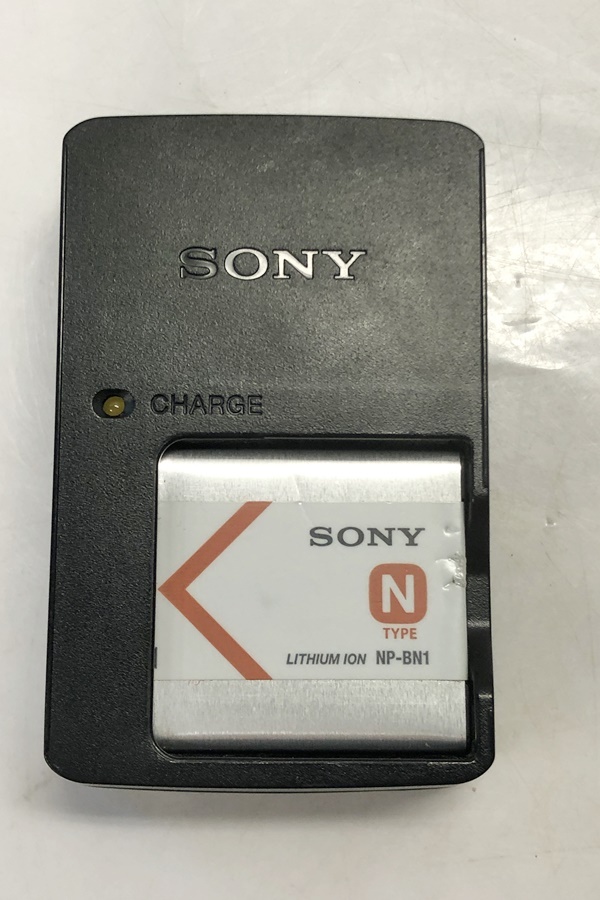 SONY
CHARGE
SONY
N
TYPE
LITHIUM ION NP-BN1